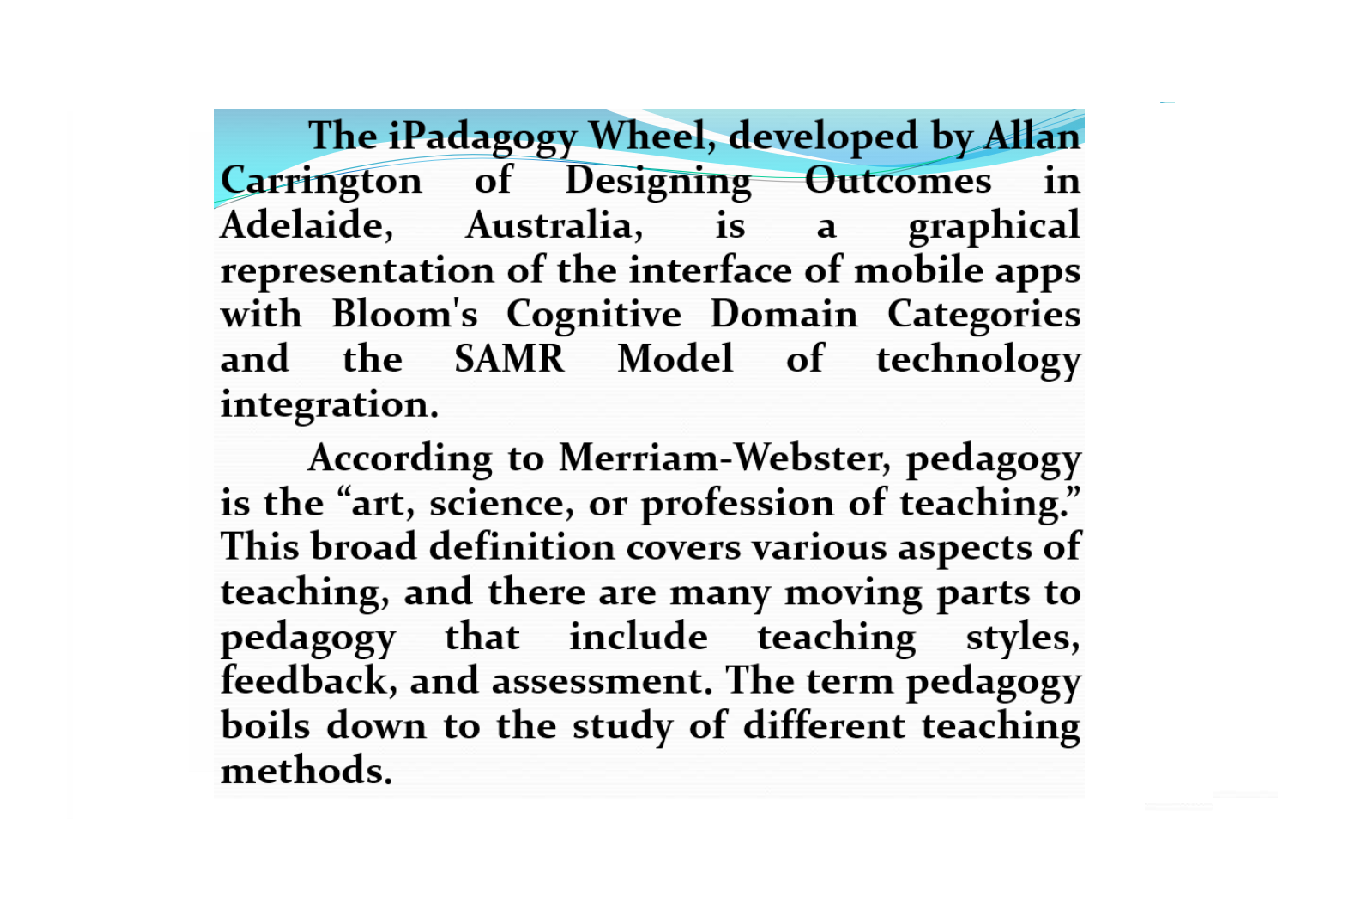 The iPadagogy Wheel, developed by Allan
Carrington of Designing Outcomes in
Adelaide, Australia, is a graphical
representation of the interface of mobile apps
with Bloom's Cognitive Domain Categories
and the SAMR Model of technology
integration.
According to Merriam-Webster, pedagogy
is the “art, science, or profession of teaching.”
This broad definition covers various aspects of
teaching, and there are many moving parts to
pedagogy that include teaching styles,
feedback, and assessment. The term pedagogy
boils down to the study of different teaching
methods.